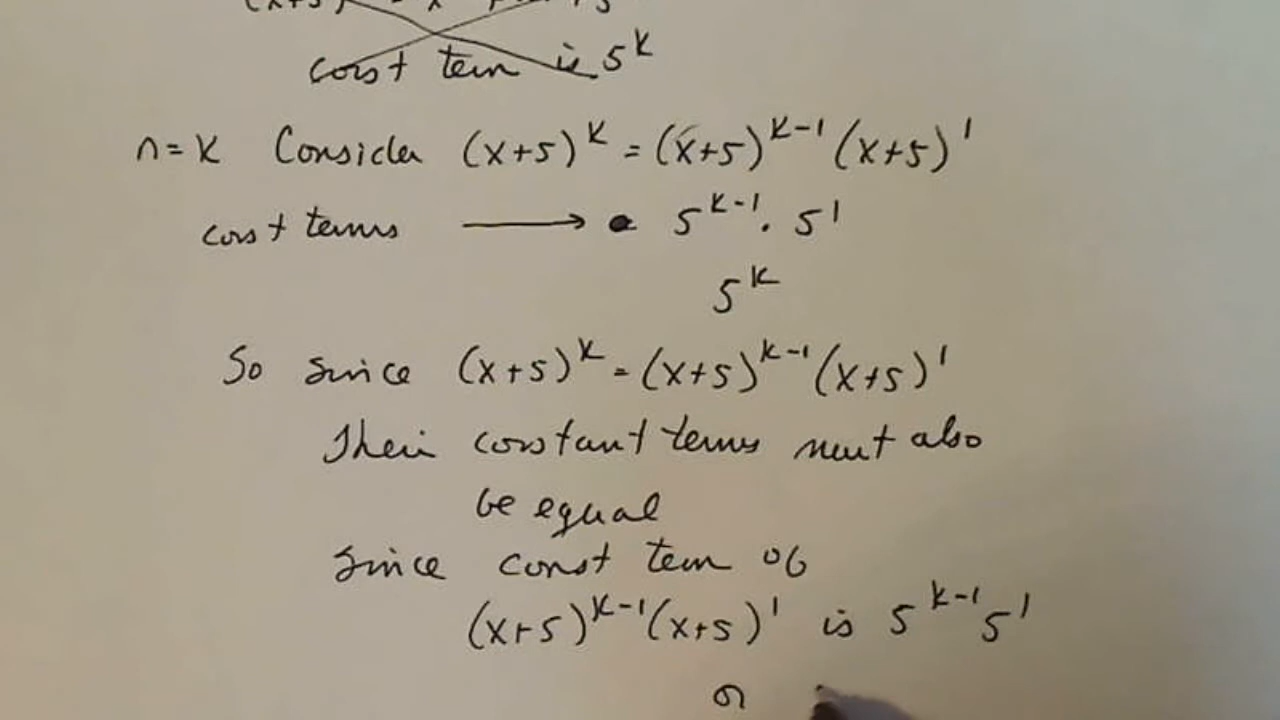 const term is 5^k
n=k Consider (x+5)^k = (x+5)^{k-1} (x+5)^1
const terms → 5^{k-1} · 5^1
5^k
So since (x+5)^k = (x+5)^{k-1} (x+5)^1
Their constant terms must also
be equal
Since const term of
(x+5)^{k-1} (x+5)^1 is 5^{k-1} 5^1